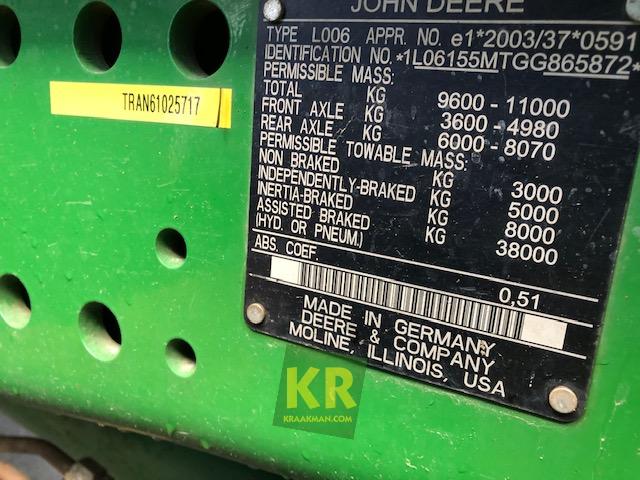 JOHN DEERE
TYPE L006 APPR. NO. e1*2003/37*0591
IDENTIFICATION NO. *1L06155MTGG865872*
PERMISSIBLE MASS:
TOTAL KG 9600 - 11000
FRONT AXLE KG 3600 - 4980
REAR AXLE KG 6000 - 8070
PERMISSIBLE TOWABLE MASS:
NON BRAKED KG 3000
INDEPENDENTLY-BRAKED KG 5000
INERTIA-BRAKED KG 8000
ASSISTED BRAKED KG 38000
(HYD. OR PNEUM.)
ABS. COEF. 0,51
MADE IN GERMANY
DEERE & COMPANY
MOLINE, ILLINOIS, USA
TRAN61025717
KR
KRAAKMAN.COM